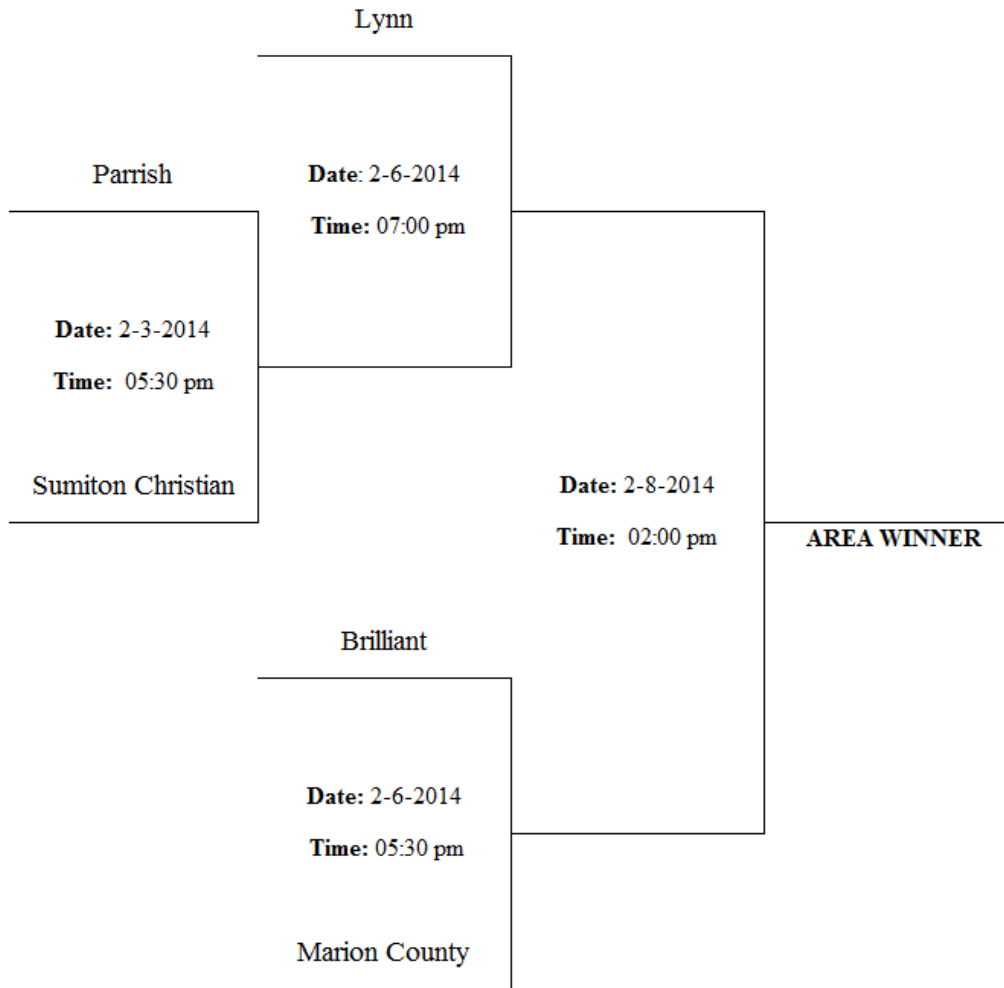 Lynn
Parrish
Date: 2-6-2014
Time: 07:00 pm
Date: 2-3-2014
Time: 05:30 pm
Sumiton Christian
Date: 2-8-2014
Time: 02:00 pm
AREA WINNER
Brilliant
Date: 2-6-2014
Time: 05:30 pm
Marion County